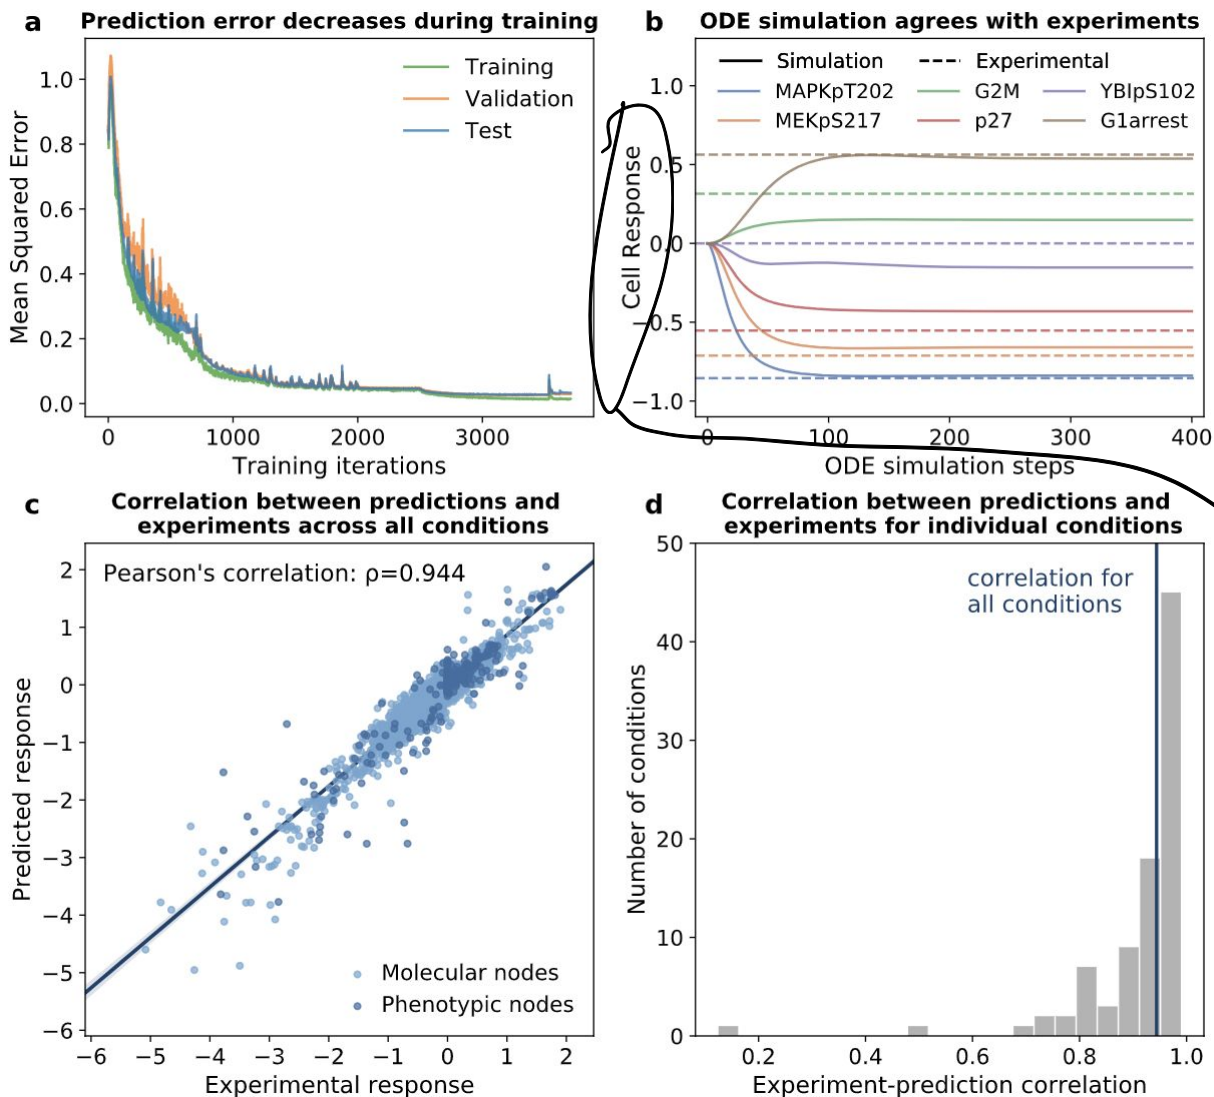 a Prediction error decreases during training
1.0
0.8
0.6
0.4
0.2
0.0
Mean Squared Error
Training
Validation
Test
0 1000 2000 3000
Training iterations
b ODE simulation agrees with experiments
Simulation Experimental
MAPKpT202 G2M YBIpS102
MEKpS217 p27 G1arrest
1.0
0.5
0.0
−0.5
−1.0
Cell Response
0 100 200 300 400
ODE simulation steps
c Correlation between predictions and
experiments across all conditions
Pearson's correlation: ρ=0.944
2
1
0
−1
−2
−3
−4
−5
−6
Predicted response
Molecular nodes
Phenotypic nodes
−6 −5 −4 −3 −2 −1 0 1 2
Experimental response
d Correlation between predictions and
experiments for individual conditions
correlation for
all conditions
50
40
30
20
10
0
Number of conditions
0.2 0.4 0.6 0.8 1.0
Experiment-prediction correlation